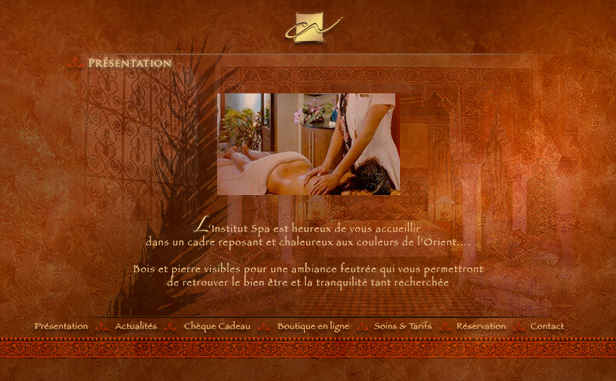 Présentation
L'Institut Spa est heureux de vous accueillir
dans un cadre reposant et chaleureux aux couleurs de l'Orient....
Bois et pierre visibles pour une ambiance feutrée qui vous permettront
de retrouver le bien être et la tranquilité tant recherchée
Présentation Actualités Chèque Cadeau Boutique en ligne Soins & Tarifs Réservation Contact